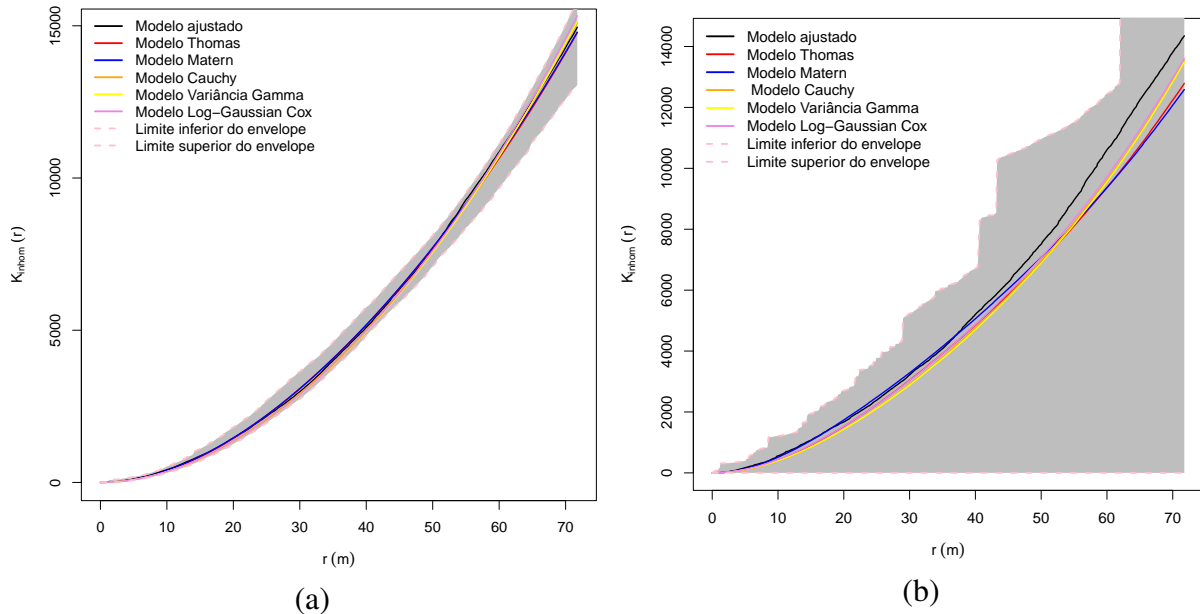 Modelo ajustado
Modelo Thomas
Modelo Matern
Modelo Cauchy
Modelo Variância Gamma
Modelo Log−Gaussian Cox
Limite inferior do envelope
Limite superior do envelope
0
5000
10000
15000
K inhom (r)
0 10 20 30 40 50 60 70
r (m)
(a)
Modelo ajustado
Modelo Thomas
Modelo Matern
Modelo Cauchy
Modelo Variância Gamma
Modelo Log−Gaussian Cox
Limite inferior do envelope
Limite superior do envelope
0
2000
4000
6000
8000
10000
12000
14000
K inhom (r)
0 10 20 30 40 50 60 70
r (m)
(b)